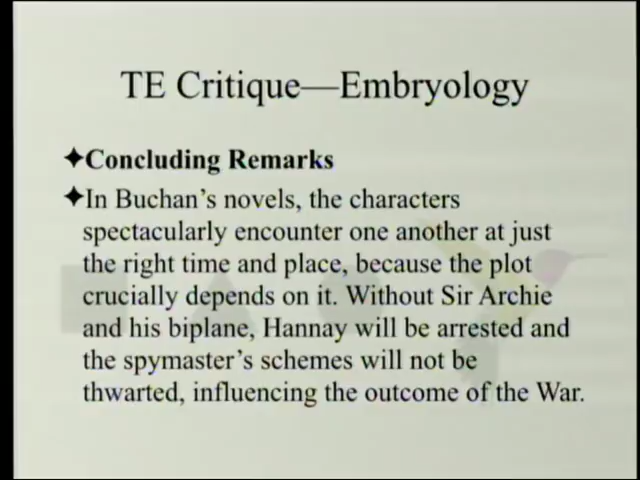 TE Critique—Embryology
✦Concluding Remarks
✦In Buchan's novels, the characters
spectacularly encounter one another at just
the right time and place, because the plot
crucially depends on it. Without Sir Archie
and his biplane, Hannay will be arrested and
the spymaster's schemes will not be
thwarted, influencing the outcome of the War.